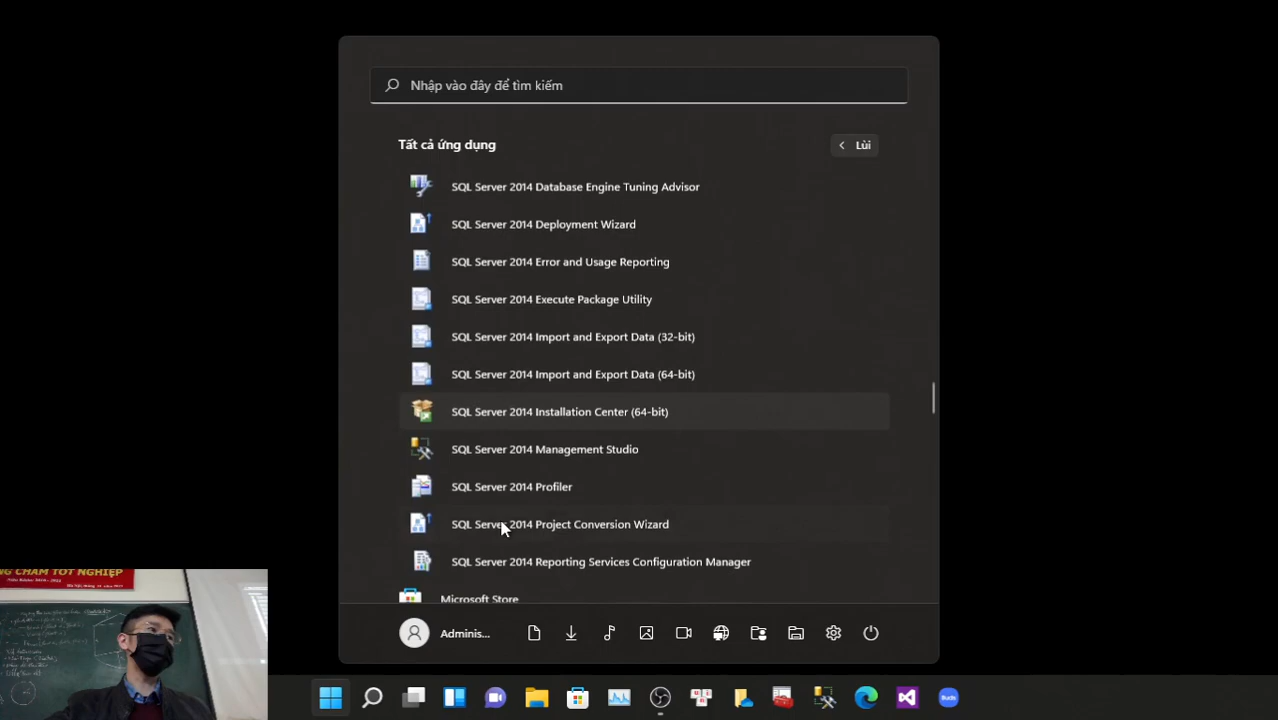 Nhập vào đây để tìm kiếm
Tất cả ứng dụng
Lùi
SQL Server 2014 Database Engine Tuning Advisor
SQL Server 2014 Deployment Wizard
SQL Server 2014 Error and Usage Reporting
SQL Server 2014 Execute Package Utility
SQL Server 2014 Import and Export Data (32-bit)
SQL Server 2014 Import and Export Data (64-bit)
SQL Server 2014 Installation Center (64-bit)
SQL Server 2014 Management Studio
SQL Server 2014 Profiler
SQL Server 2014 Project Conversion Wizard
SQL Server 2014 Reporting Services Configuration Manager
Microsoft Store
Adminis...
CHẤM TỐT NGHIỆP